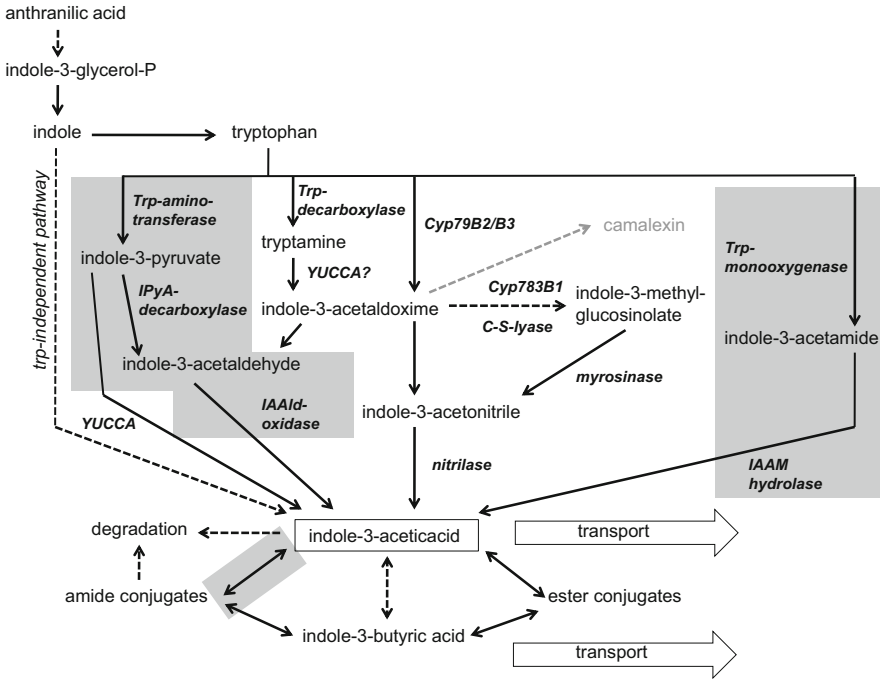 anthranilic acid
indole-3-glycerol-P
indole
tryptophan
trp-independent pathway
Trp-amino-
transferase
Trp-
decarboxylase
Cyp79B2/B3
camalexin
Trp-
monooxygenase
indole-3-pyruvate
tryptamine
YUCCA?
IPyA-
decarboxylase
indole-3-acetaldoxime
Cyp783B1
C-S-lyase
indole-3-methyl-
glucosinolate
indole-3-acetamide
indole-3-acetaldehyde
myrosinase
YUCCA
IAAld-
oxidase
indole-3-acetonitrile
nitrilase
IAAM
hydrolase
degradation
indole-3-aceticacid
transport
amide conjugates
ester conjugates
indole-3-butyric acid
transport